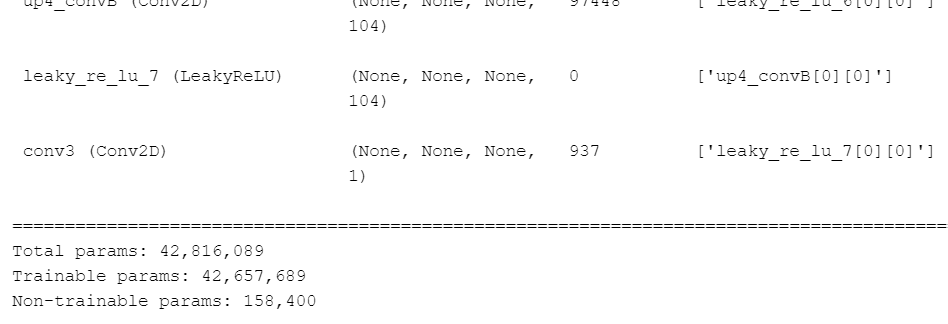 up4_convB (Conv2D) (None, None, None, 97448 ['leaky_re_lu_6[0][0]']
104)
leaky_re_lu_7 (LeakyReLU) (None, None, None, 0 ['up4_convB[0][0]']
104)
conv3 (Conv2D) (None, None, None, 937 ['leaky_re_lu_7[0][0]']
1)
==========================================================================================
Total params: 42,816,089
Trainable params: 42,657,689
Non-trainable params: 158,400